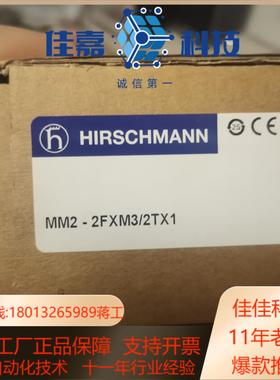 佳嘉 科技
诚信第一
h HIRSCHMANN
25
CE
MM2 - 2FXM3/2TX1
线:18013265989蒋工
工厂正品保障 支持开票
自动化技术 十一年行业经验
佳佳科
11年老
爆款推